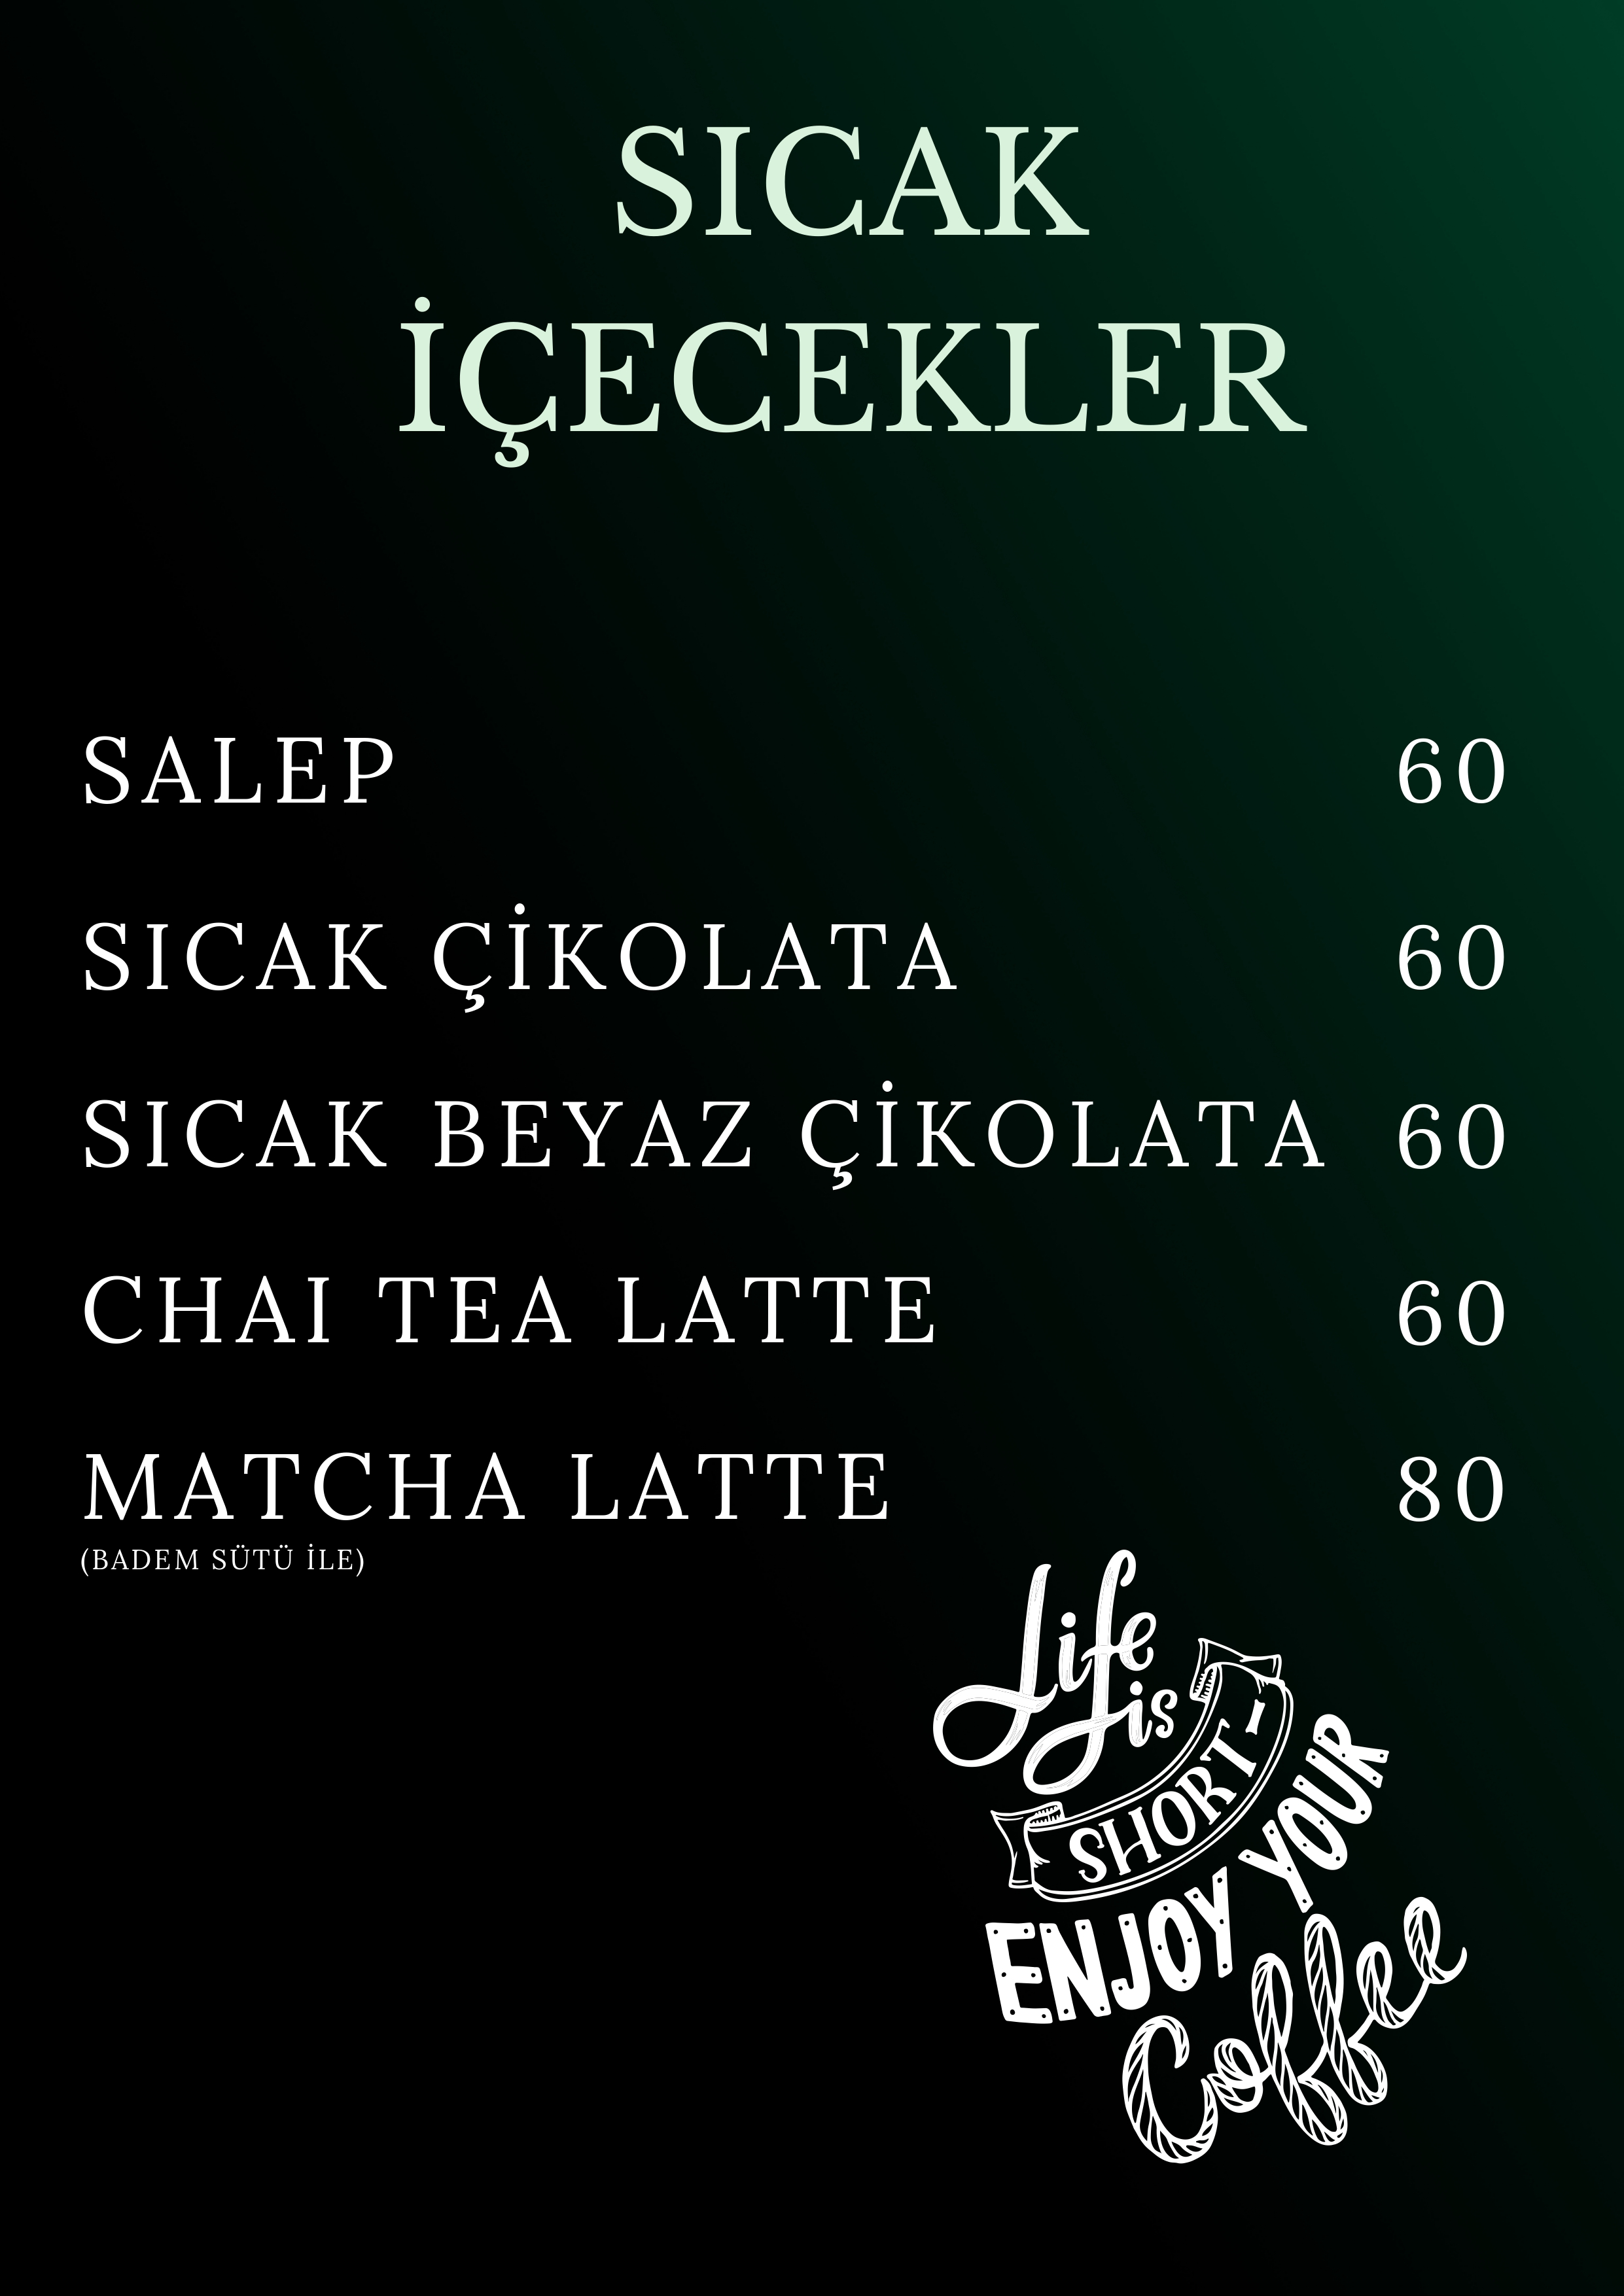 SICAK
İÇECEKLER
SALEP 60
SICAK ÇİKOLATA 60
SICAK BEYAZ ÇİKOLATA 60
CHAI TEA LATTE 60
MATCHA LATTE 80
(BADEM SÜTÜ İLE)
Life
is
SHORT -
ENJOY YOUR
Coffee